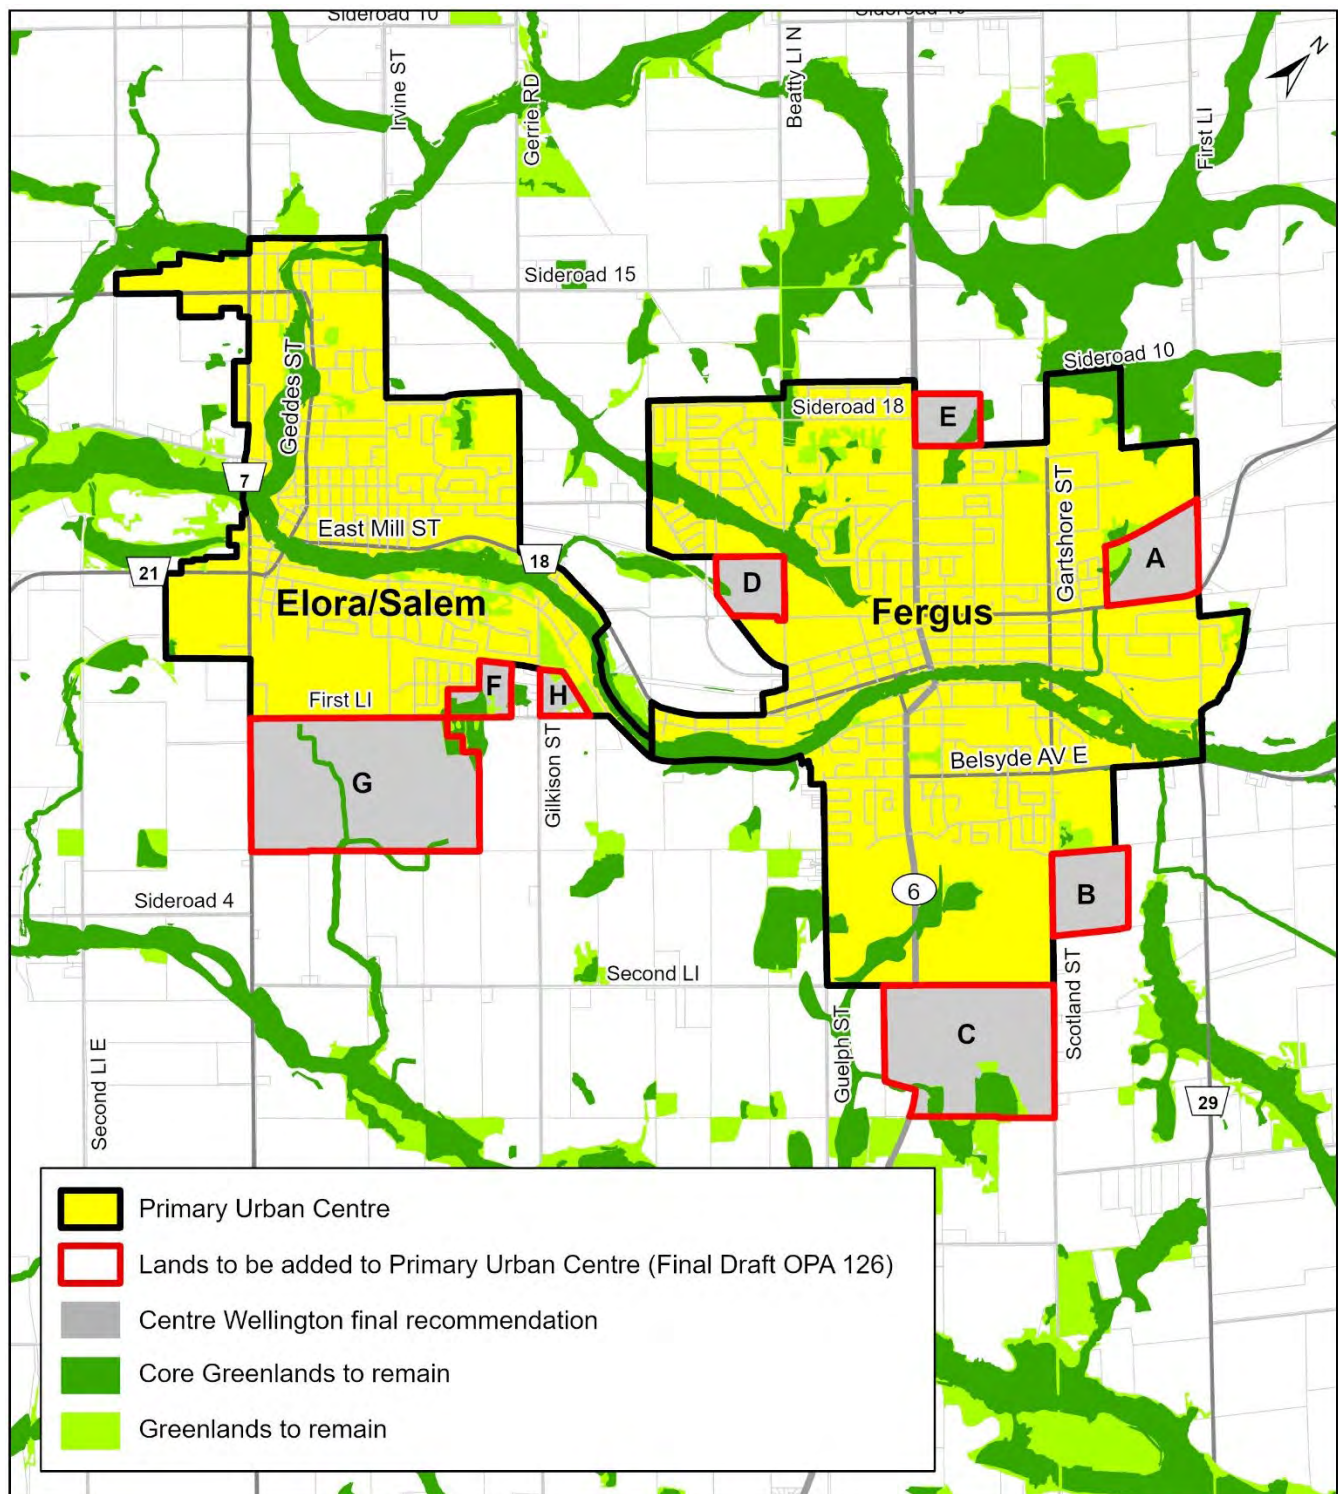 Sideroad 10
Sideroad 10
N
Irvine ST
Gerrie RD
Beatty LI N
First LI
Sideroad 15
Sideroad 10
Geddes ST
Sideroad 18
E
7
Gartshore ST
East Mill ST
18
A
21
D
Elora/Salem
Fergus
F
H
First LI
G
Gilkison ST
Belsyde AV E
6
B
Sideroad 4
Second LI
Scotland ST
C
Guelph ST
Second LI E
29
Primary Urban Centre
Lands to be added to Primary Urban Centre (Final Draft OPA 126)
Centre Wellington final recommendation
Core Greenlands to remain
Greenlands to remain